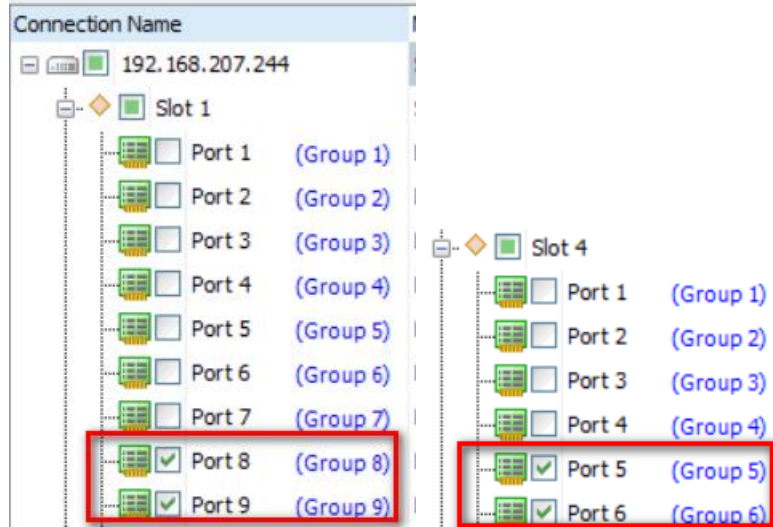 Connection Name
192.168.207.244
Slot 1
Port 1 (Group 1)
Port 2 (Group 2)
Port 3 (Group 3)
Port 4 (Group 4)
Port 5 (Group 5)
Port 6 (Group 6)
Port 7 (Group 7)
Port 8 (Group 8)
Port 9 (Group 9)
Slot 4
Port 1 (Group 1)
Port 2 (Group 2)
Port 3 (Group 3)
Port 4 (Group 4)
Port 5 (Group 5)
Port 6 (Group 6)